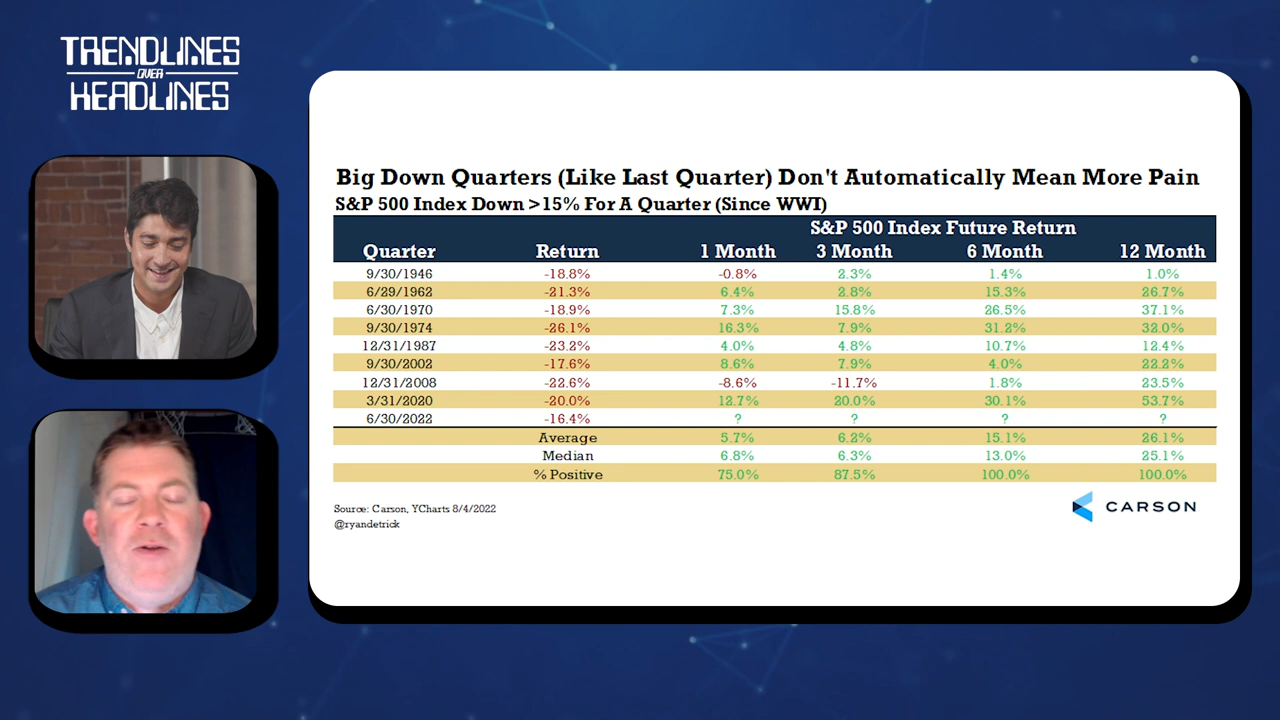 TRENDLINES
OVER
HEADLINES
Big Down Quarters (Like Last Quarter) Don't Automatically Mean More Pain
S&P 500 Index Down >15% For A Quarter (Since WWI)
S&P 500 Index Future Return
Quarter Return 1 Month 3 Month 6 Month 12 Month
9/30/1946 -18.8% -0.8% 2.3% 1.4% 1.0%
6/29/1962 -21.3% 6.4% 2.8% 15.3% 26.7%
6/30/1970 -18.9% 7.3% 15.8% 26.5% 37.1%
9/30/1974 -26.1% 16.3% 7.9% 31.2% 32.0%
12/31/1987 -23.2% 4.0% 4.8% 10.7% 12.4%
9/30/2002 -17.6% 8.6% 7.9% 4.0% 22.2%
12/31/2008 -22.6% -8.6% -11.7% 1.8% 23.5%
3/31/2020 -20.0% 12.7% 20.0% 30.1% 53.7%
6/30/2022 -16.4% ? ? ? ?
Average 5.7% 6.2% 15.1% 26.1%
Median 6.8% 6.3% 13.0% 25.1%
% Positive 75.0% 87.5% 100.0% 100.0%
Source: Carson, YCharts 8/4/2022
@ryandetrick
CARSON